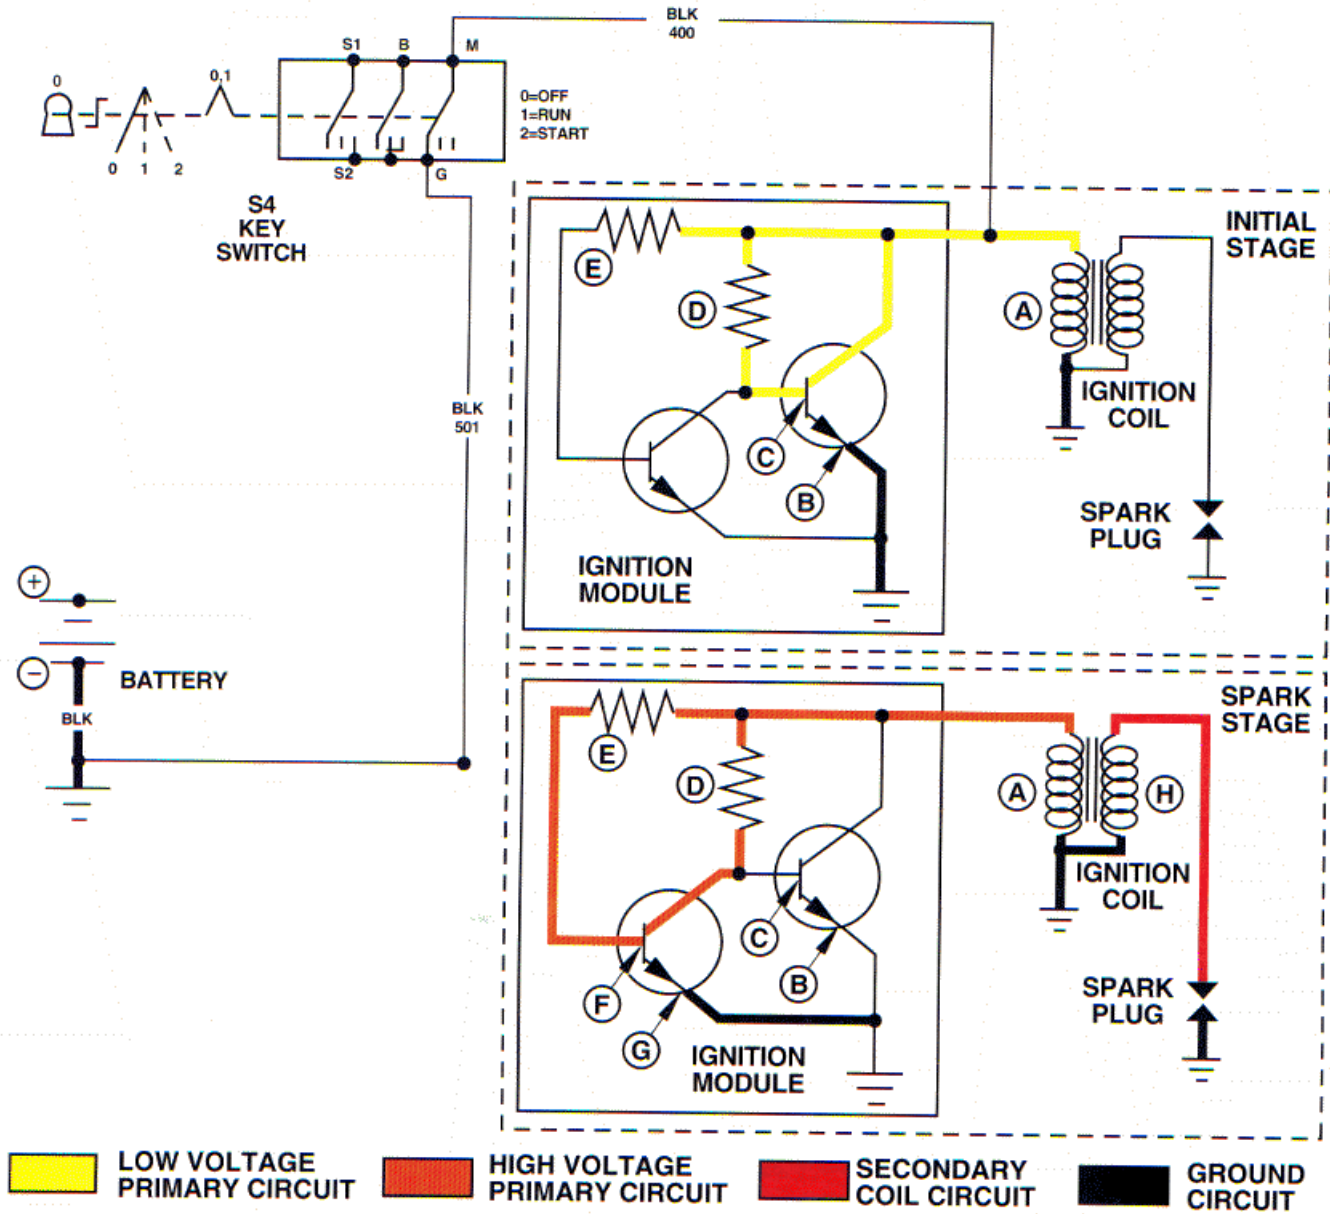 BLK
400
S1 B M
0
0,1
0=OFF
1=RUN
2=START
0 1 2
S2 G
S4
KEY
SWITCH
INITIAL
STAGE
E
D
A
C
B
IGNITION
COIL
BLK
501
SPARK
PLUG
IGNITION
MODULE
+
−
BATTERY
BLK
SPARK
STAGE
E
D
A
H
IGNITION
COIL
C
B
F
G
SPARK
PLUG
IGNITION
MODULE
LOW VOLTAGE
PRIMARY CIRCUIT
HIGH VOLTAGE
PRIMARY CIRCUIT
SECONDARY
COIL CIRCUIT
GROUND
CIRCUIT